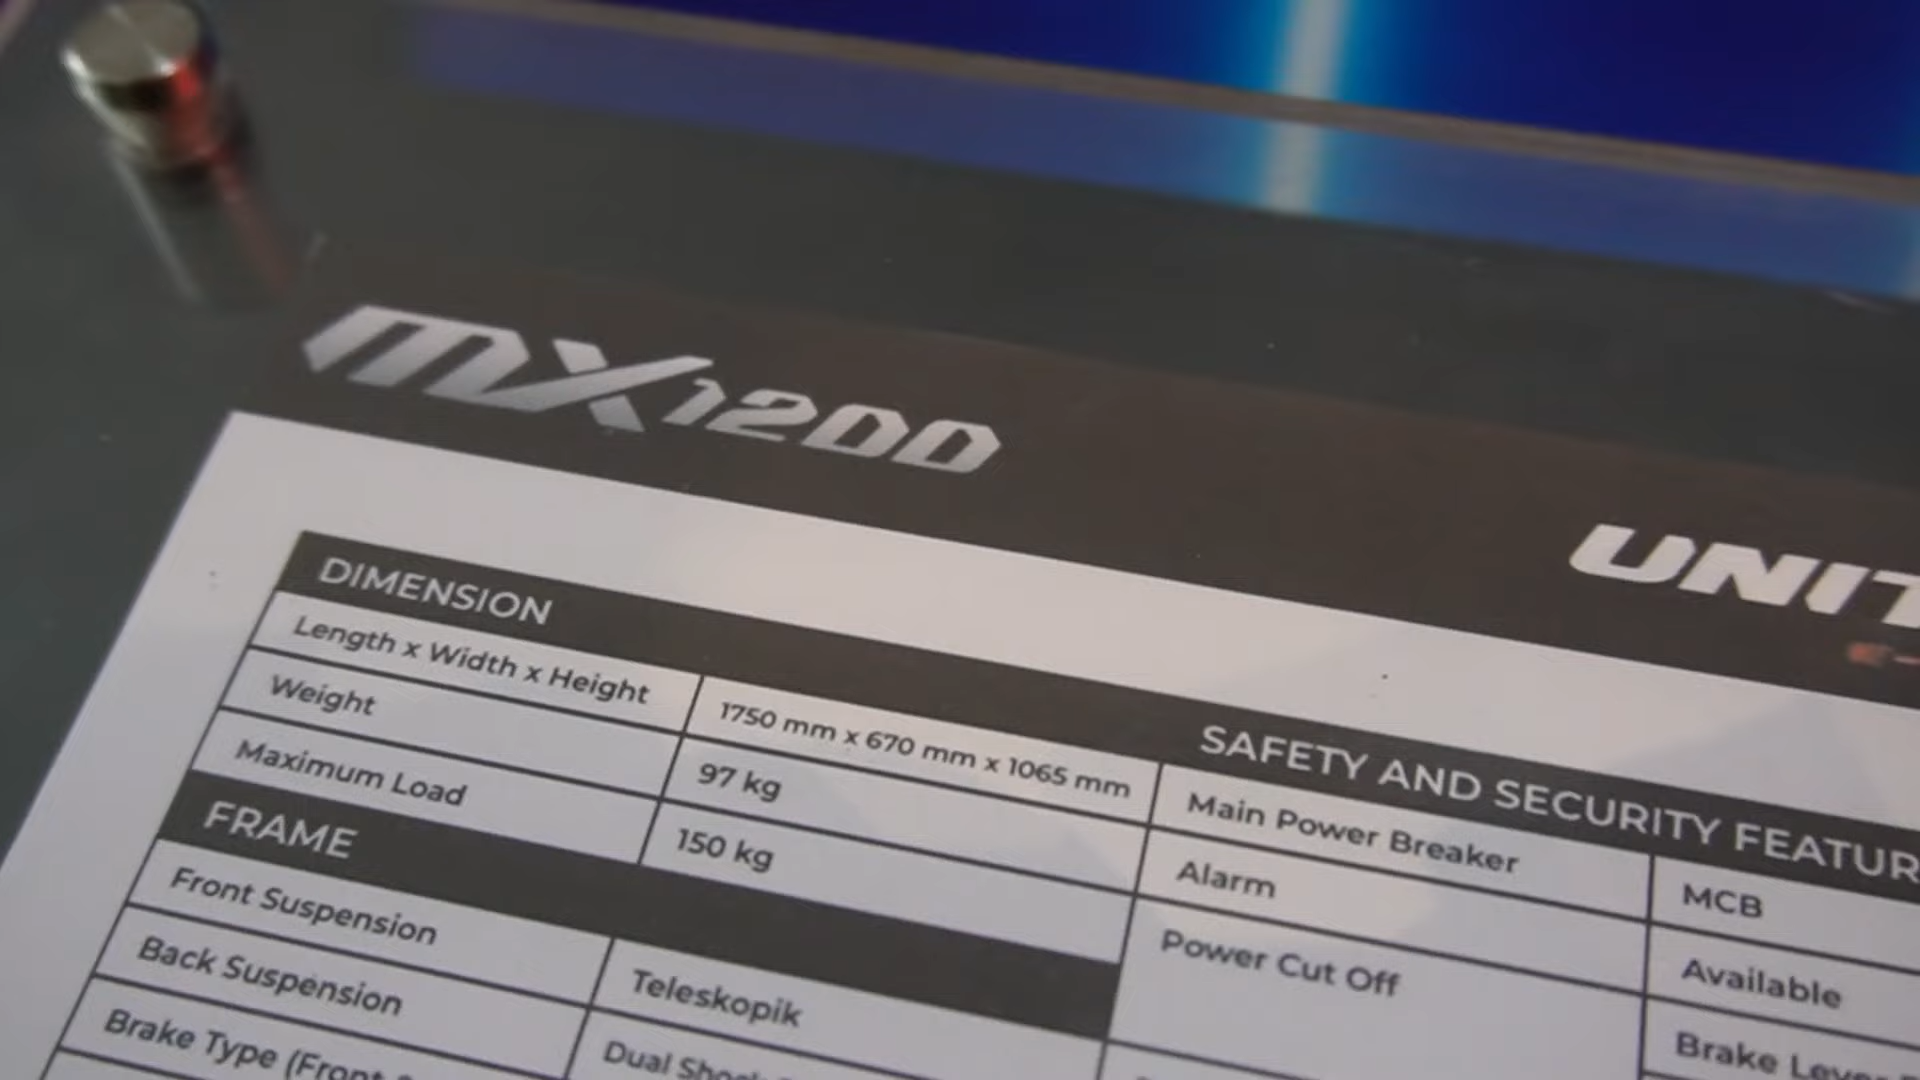 MX1200
UNIT
DIMENSION
Length x Width x Height 1750 mm x 670 mm x 1065 mm
Weight 97 kg
Maximum Load 150 kg
FRAME
Front Suspension Teleskopik
Back Suspension Dual Shock
Brake Type (Front
SAFETY AND SECURITY FEATUR
Main Power Breaker MCB
Alarm Available
Power Cut Off Brake Lever